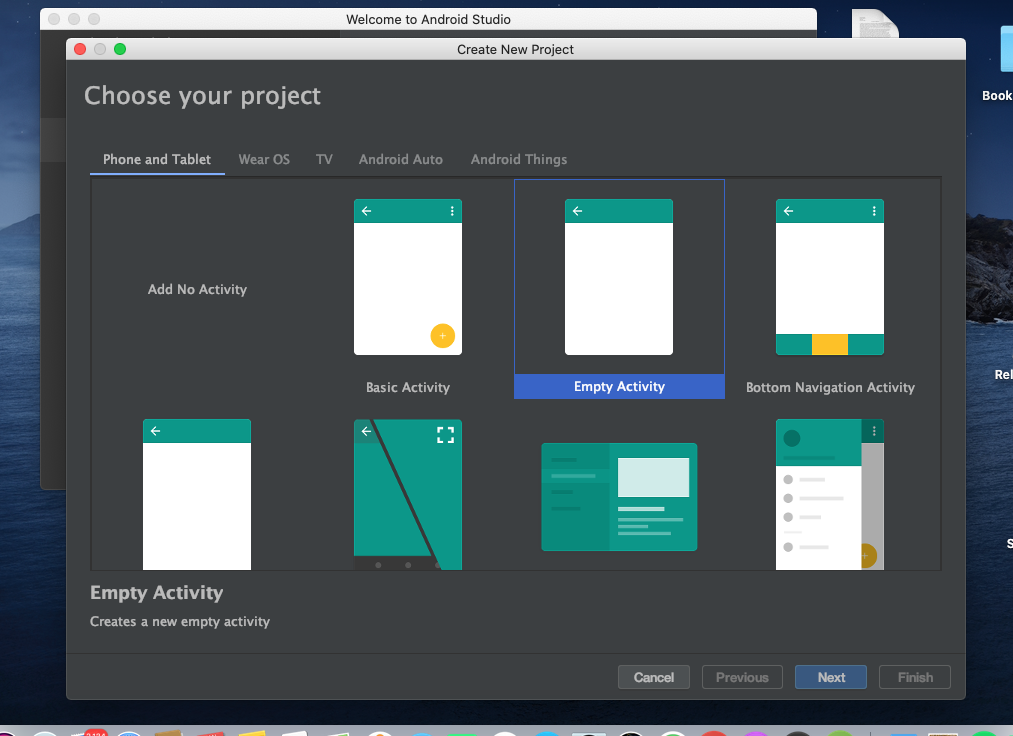 Welcome to Android Studio
Create New Project
Book
Choose your project
Phone and Tablet Wear OS TV Android Auto Android Things
Add No Activity
Basic Activity
Empty Activity
Bottom Navigation Activity
Rel
S
Empty Activity
Creates a new empty activity
Cancel Previous Next Finish